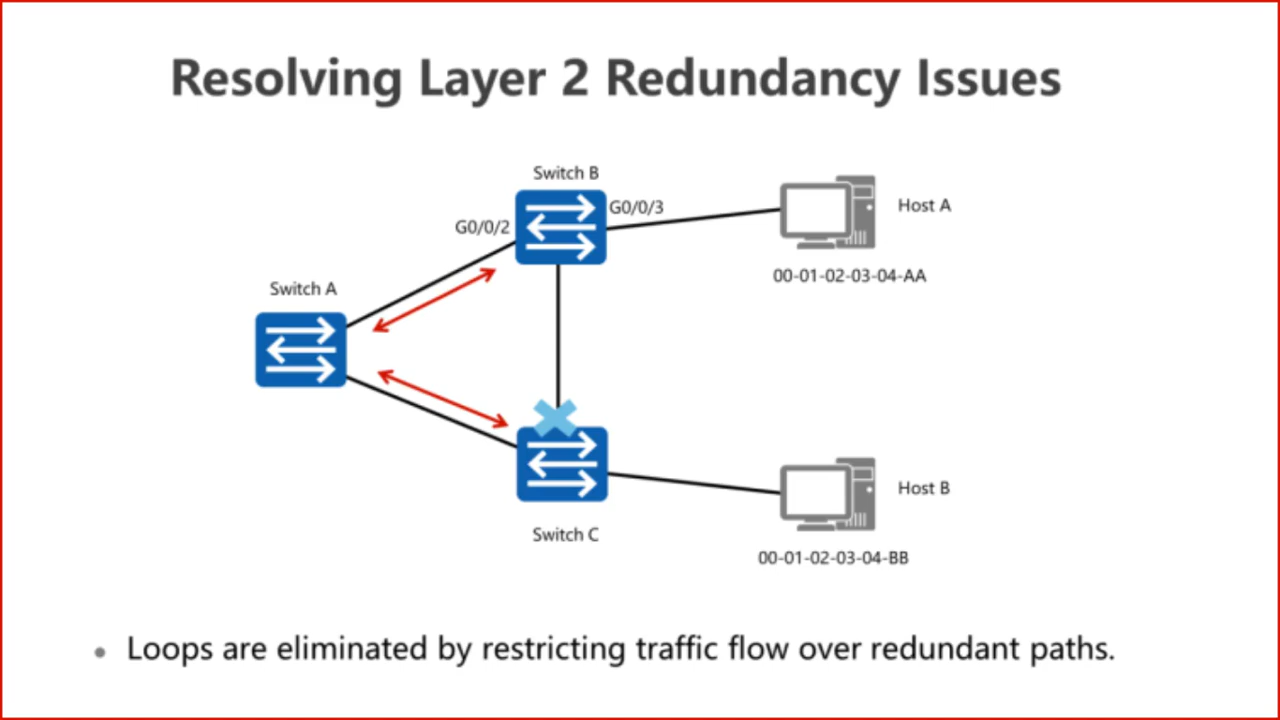 Resolving Layer 2 Redundancy Issues
Switch B
G0/0/2
G0/0/3
Host A
00-01-02-03-04-AA
Switch A
Host B
Switch C
00-01-02-03-04-BB
• Loops are eliminated by restricting traffic flow over redundant paths.